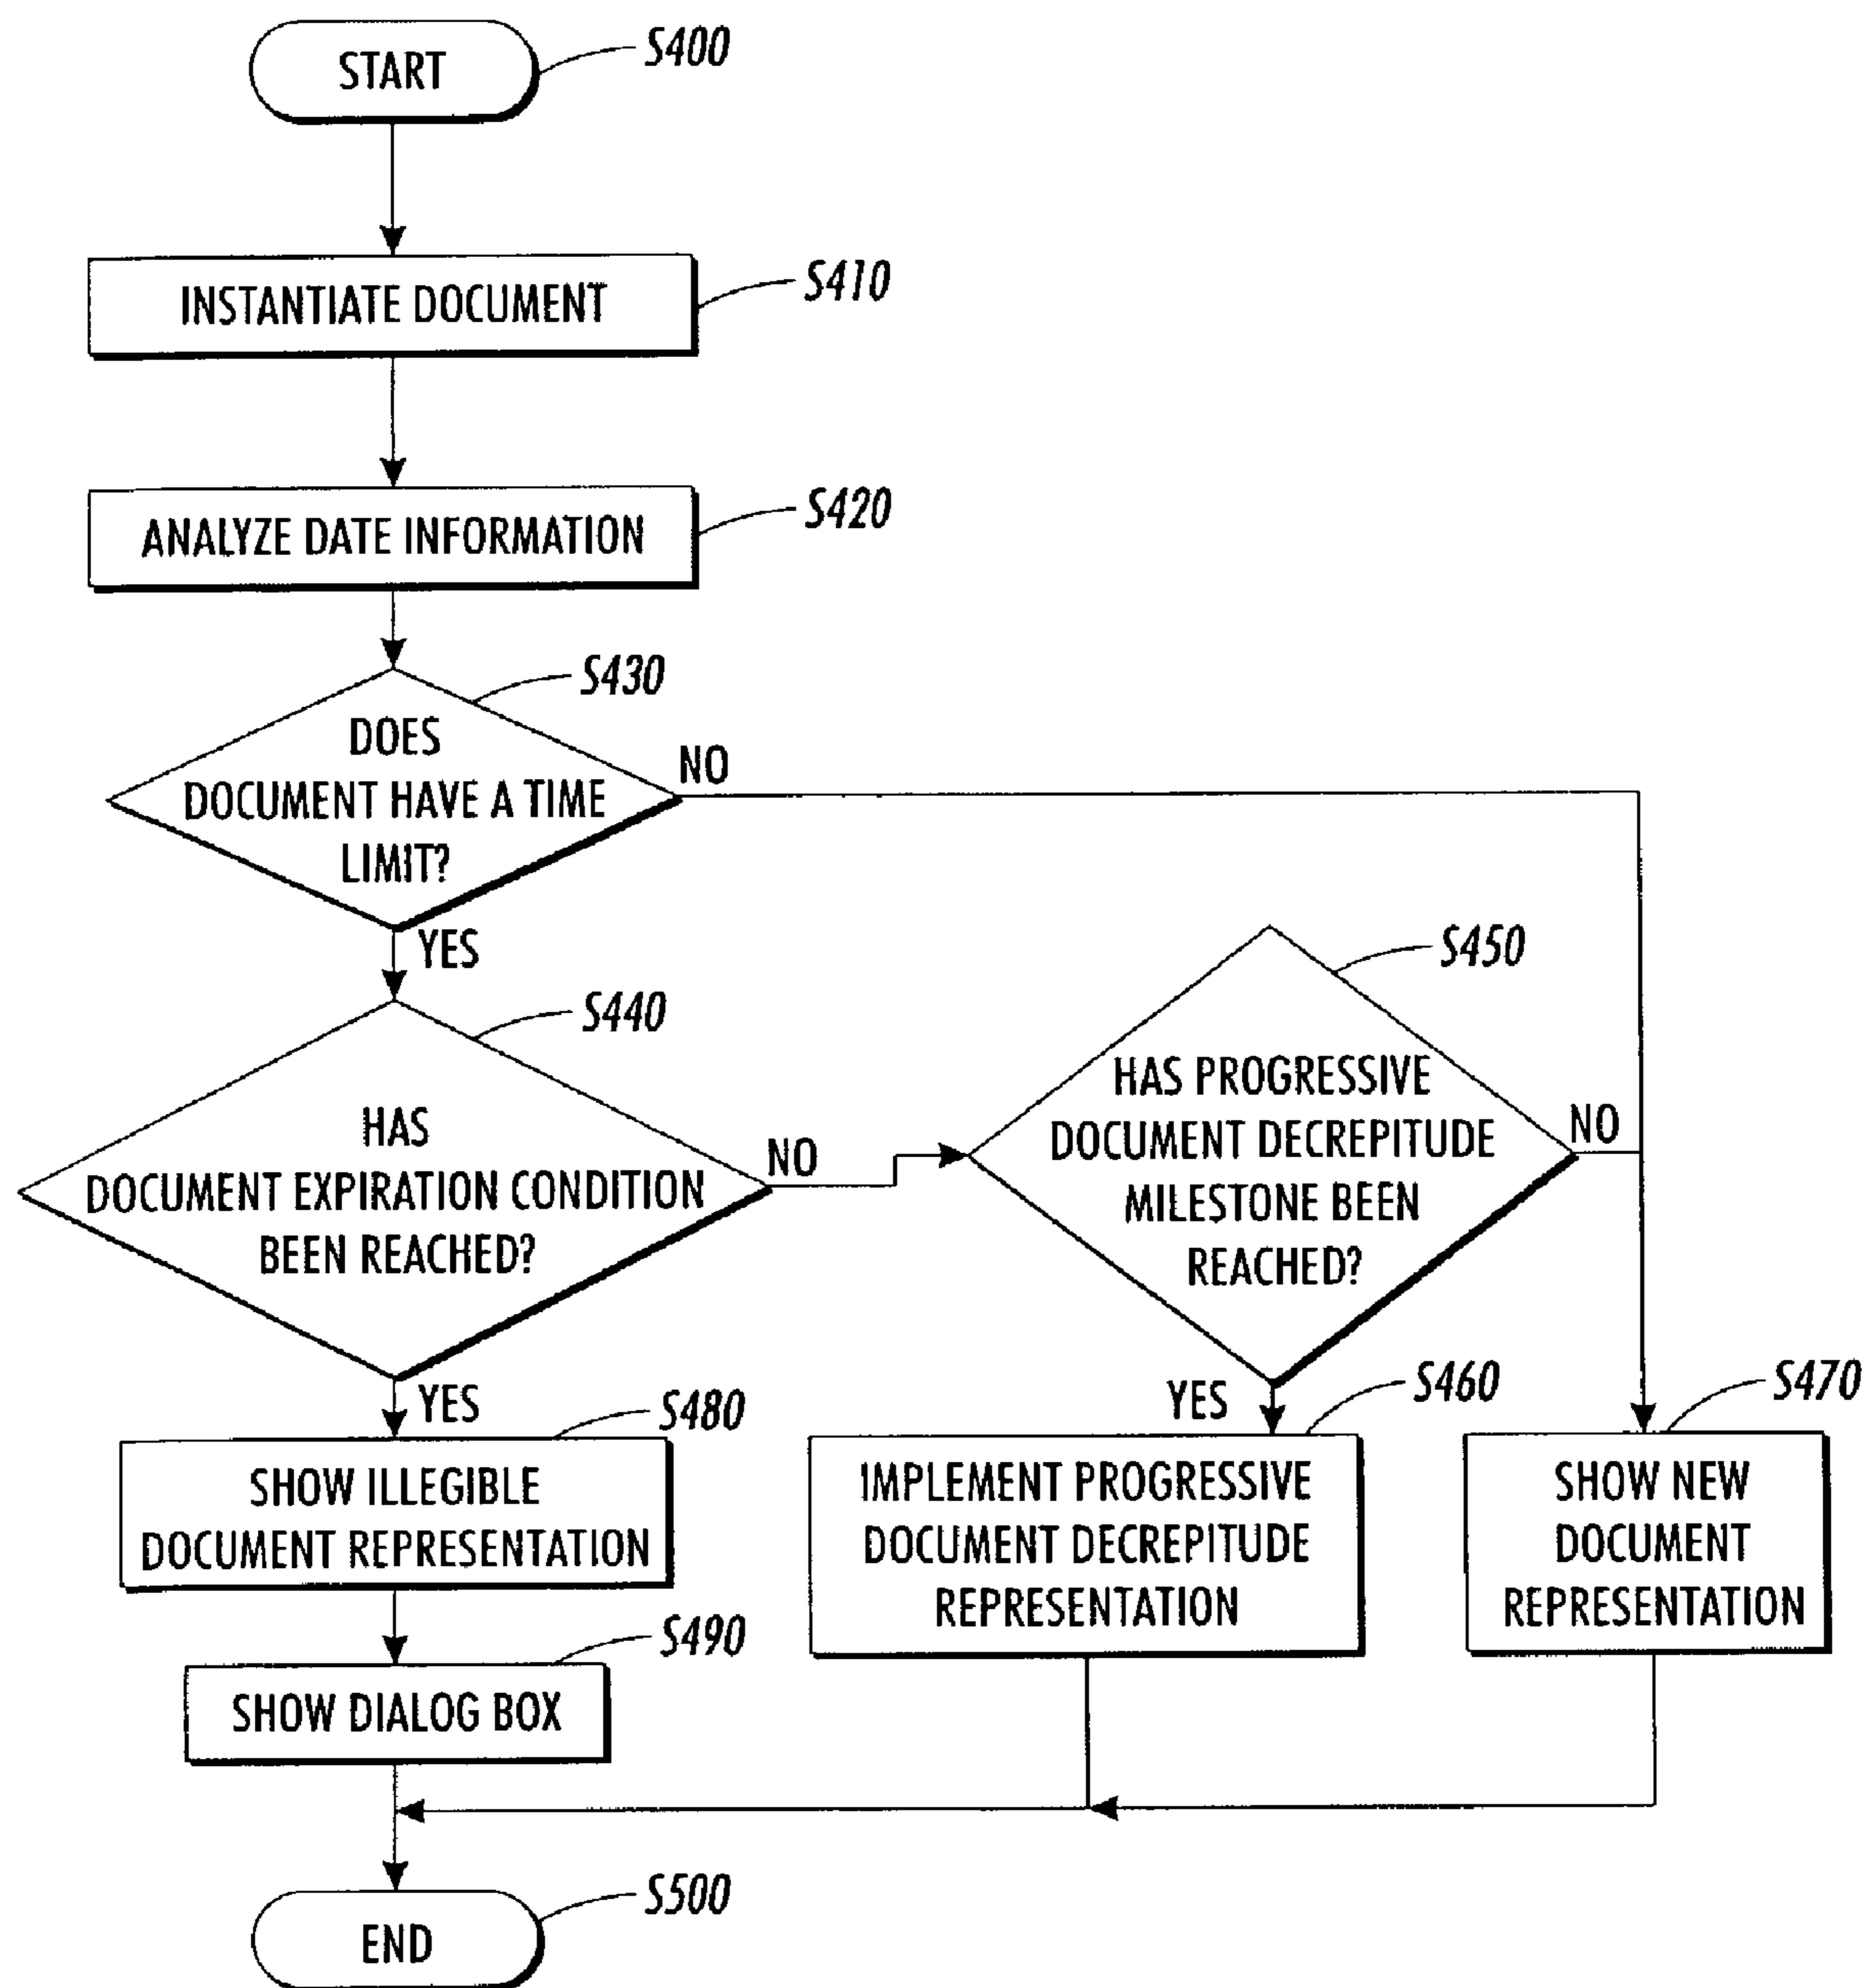 START
S400
INSTANTIATE DOCUMENT
S410
ANALYZE DATE INFORMATION
S420
S430
DOES
DOCUMENT HAVE A TIME
LIMIT?
NO
YES
S440
HAS
DOCUMENT EXPIRATION CONDITION
BEEN REACHED?
NO
YES
S450
HAS PROGRESSIVE
DOCUMENT DECREPITUDE
MILESTONE BEEN
REACHED?
NO
YES
S480
SHOW ILLEGIBLE
DOCUMENT REPRESENTATION
S460
IMPLEMENT PROGRESSIVE
DOCUMENT DECREPITUDE
REPRESENTATION
S470
SHOW NEW
DOCUMENT
REPRESENTATION
S490
SHOW DIALOG BOX
END
S500